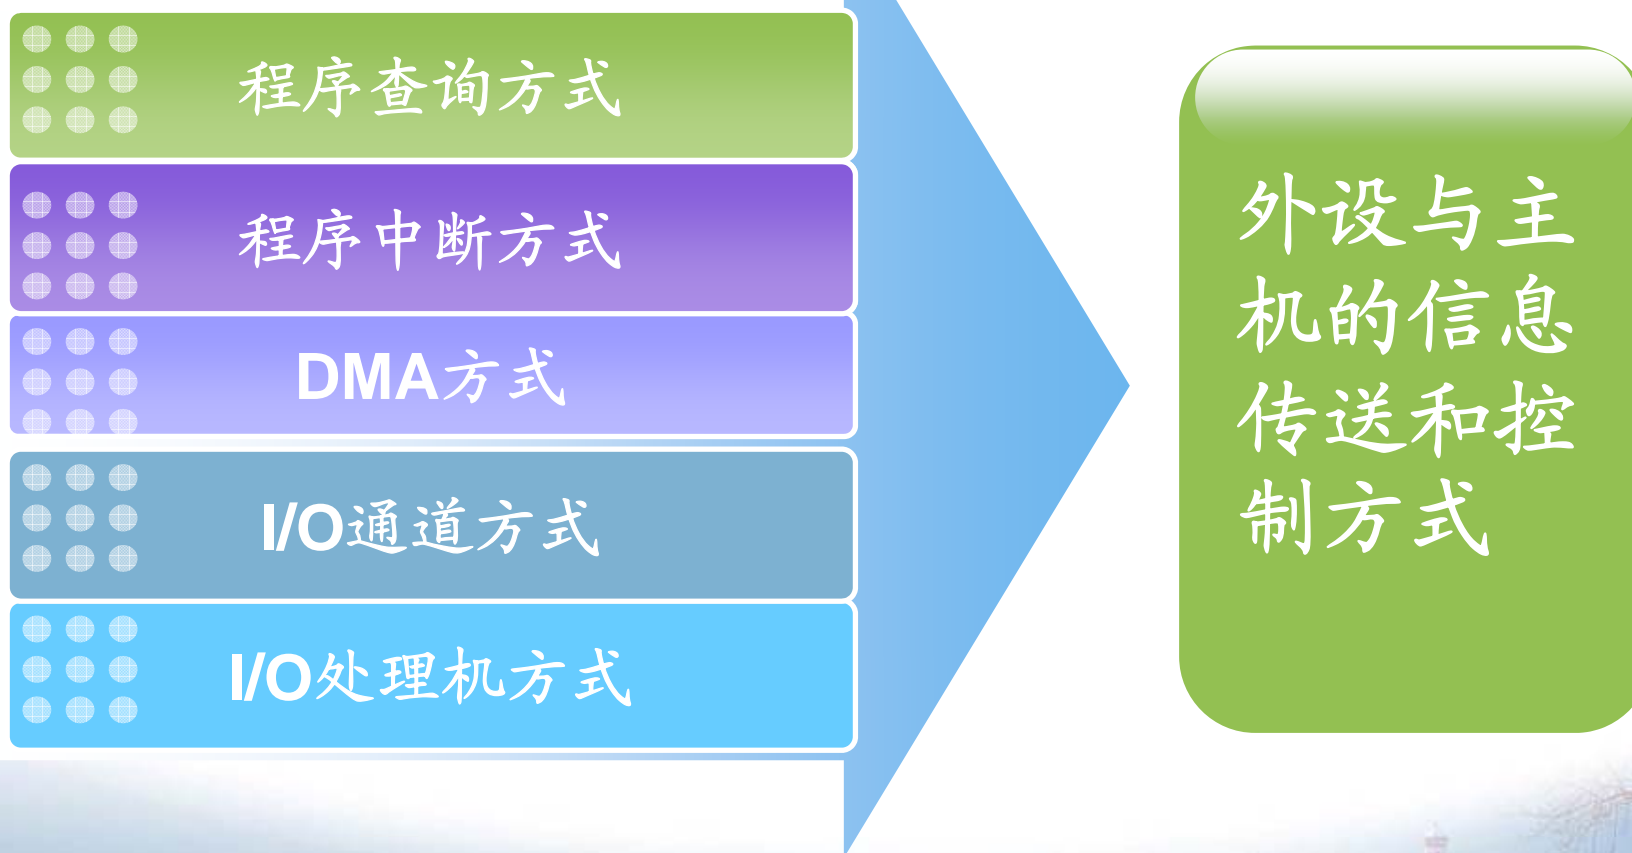 程序查询方式
程序中断方式
DMA方式
I/O通道方式
I/O处理机方式
外设与主
机的信息
传送和控
制方式